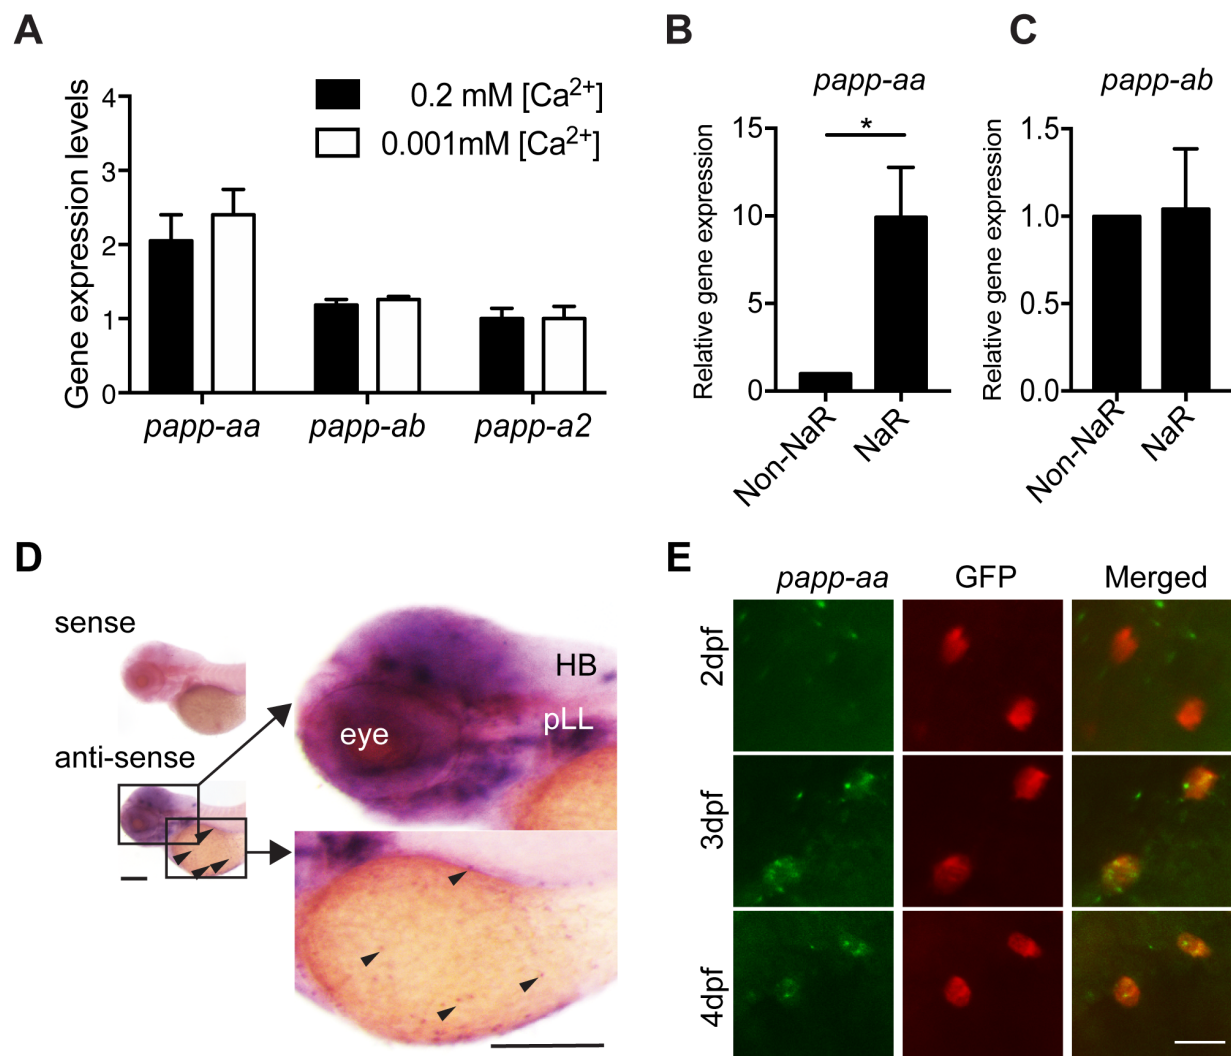 A
Gene expression levels
4
3
2
1
0
0.2 mM [Ca2+]
0.001mM [Ca2+]
papp-aa
papp-ab
papp-a2
B
papp-aa
Relative gene expression
15
10
5
0
*
Non-NaR
NaR
C
papp-ab
Relative gene expression
1.5
1.0
0.5
0.0
Non-NaR
NaR
D
sense
anti-sense
HB
pLL
eye
E
papp-aa
GFP
Merged
2dpf
3dpf
4dpf